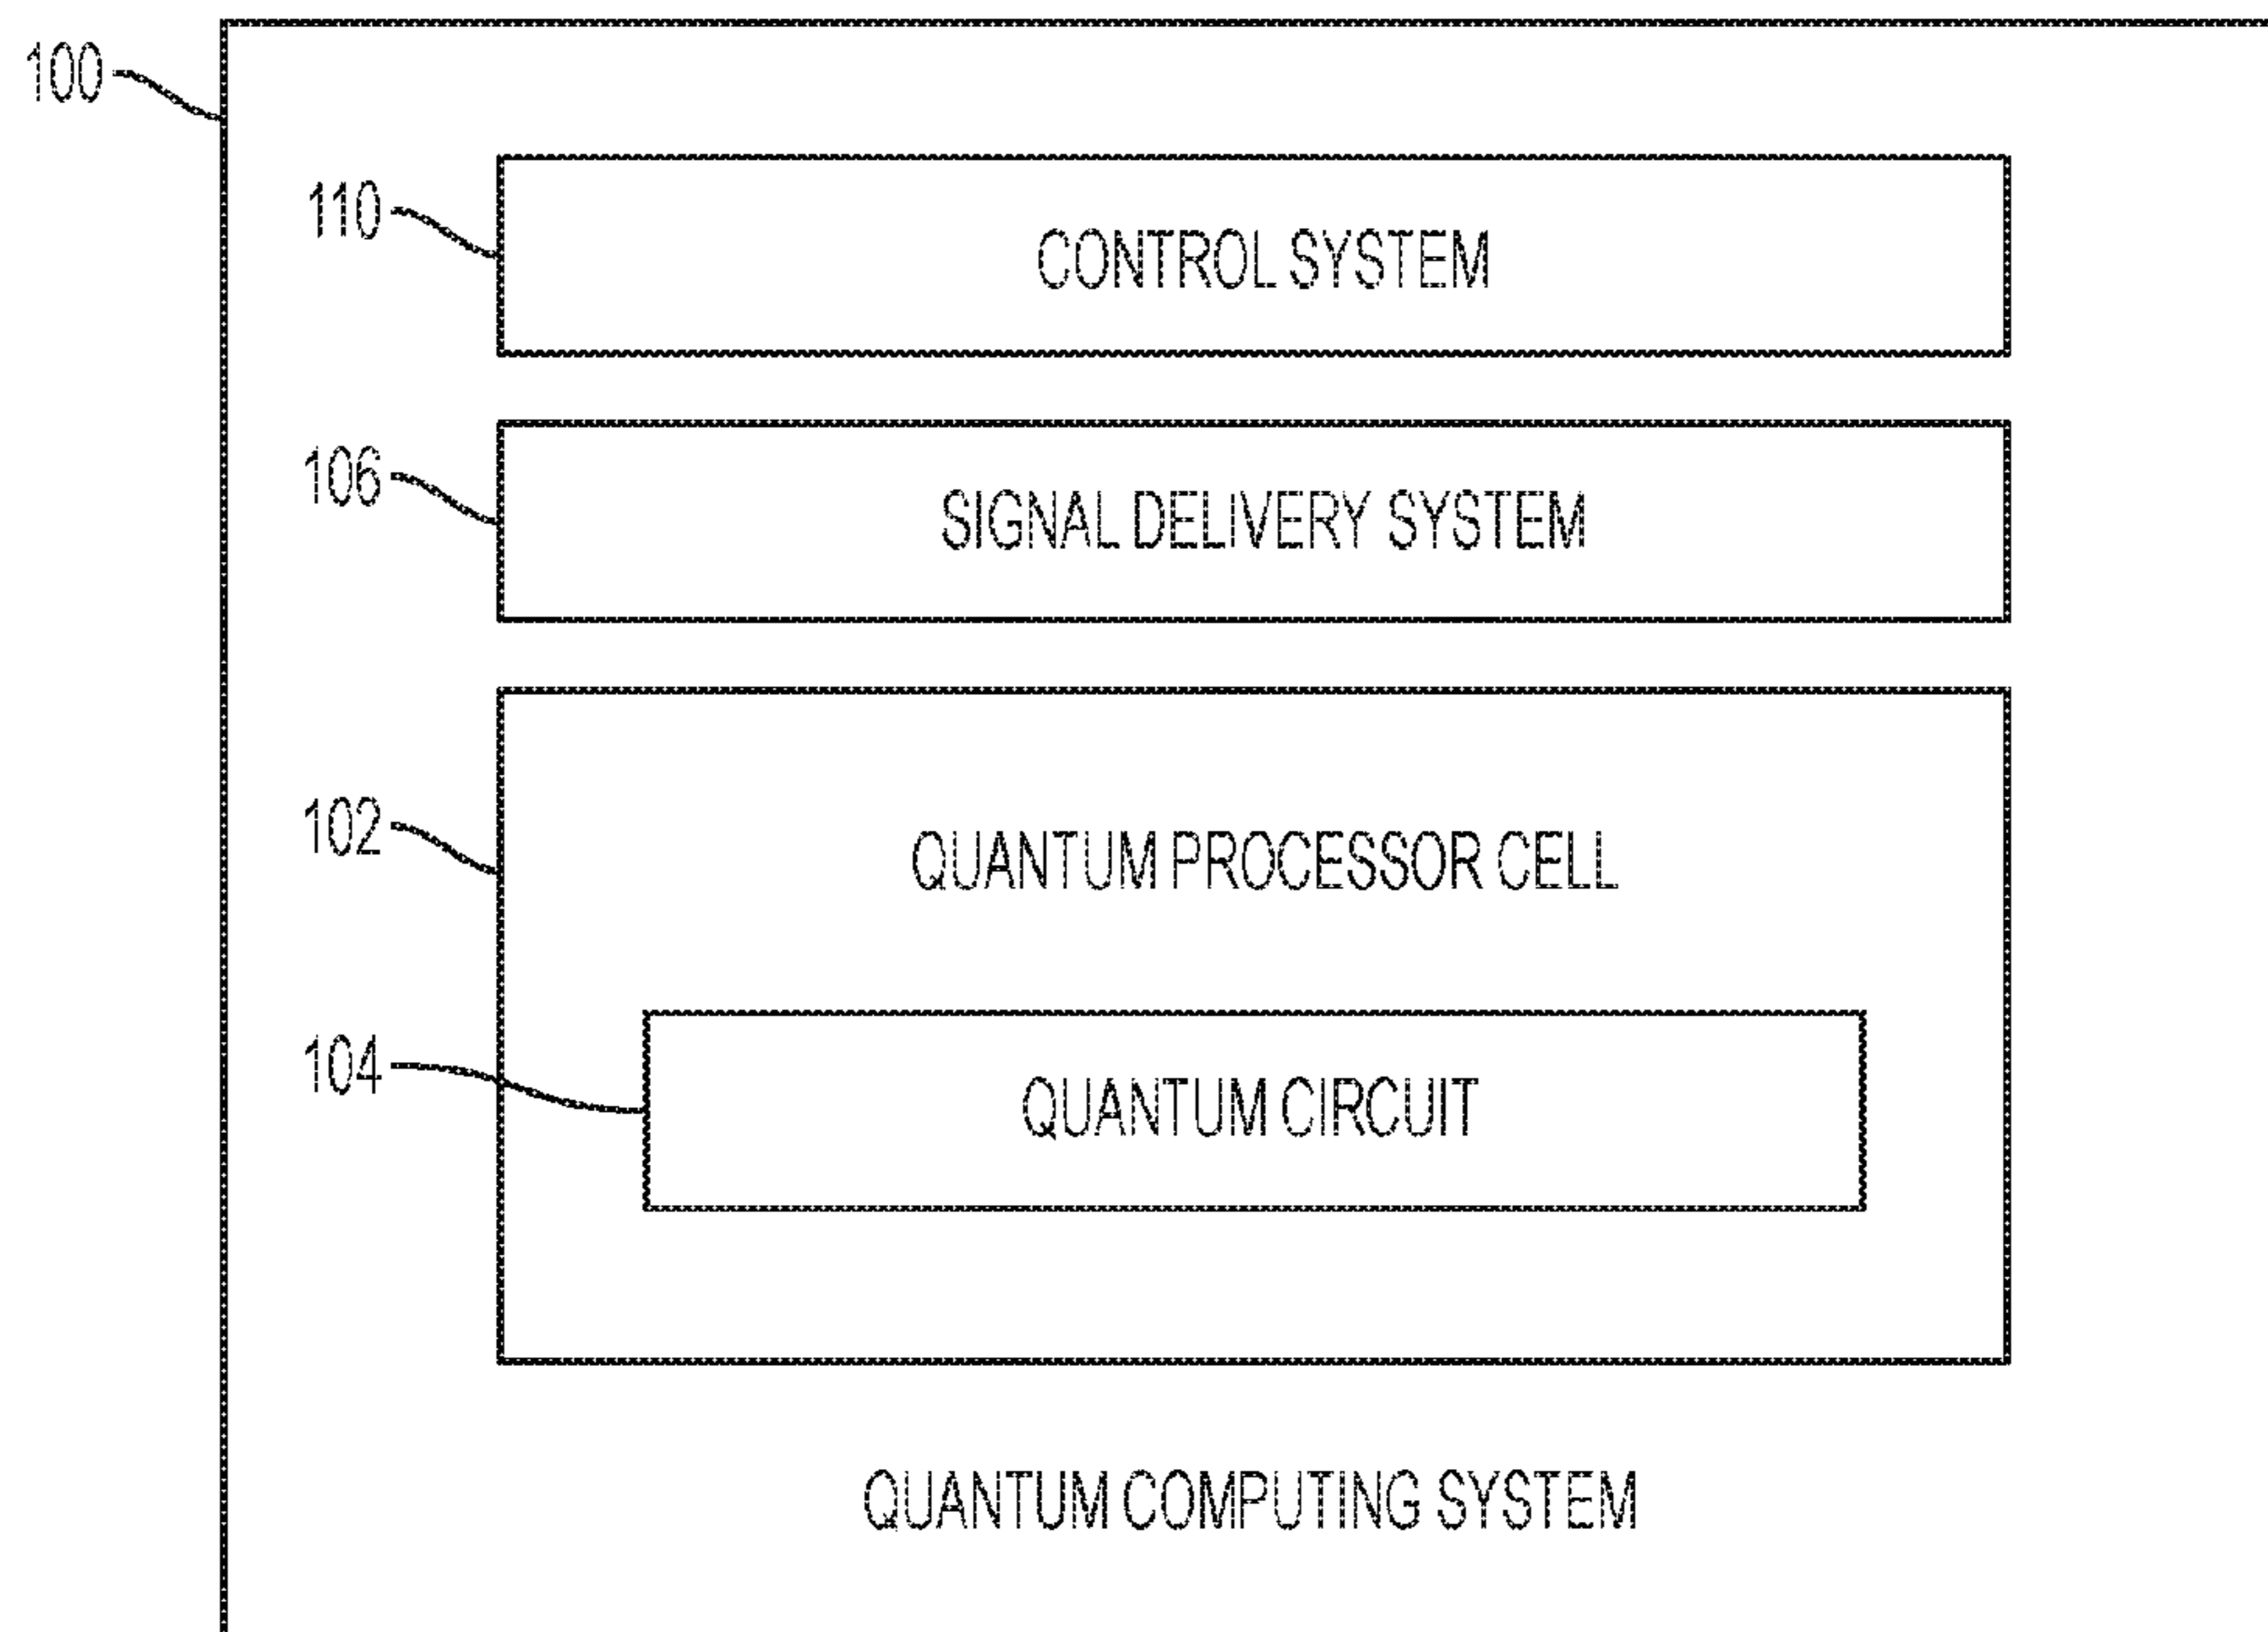 100
110
CONTROL SYSTEM
106
SIGNAL DELIVERY SYSTEM
102
QUANTUM PROCESSOR CELL
104
QUANTUM CIRCUIT
QUANTUM COMPUTING SYSTEM